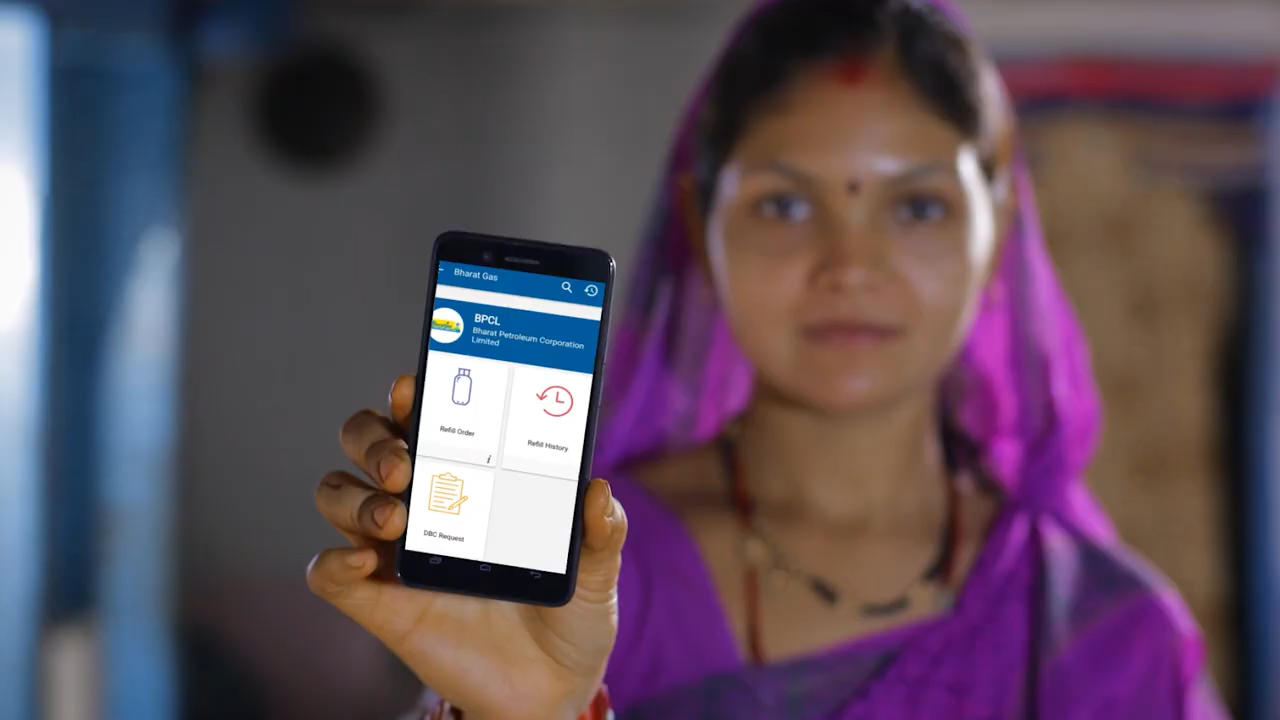 Bharat Gas
BPCL
Bharat Petroleum Corporation
Limited
Refill Order
i
Refill History
DBC Request